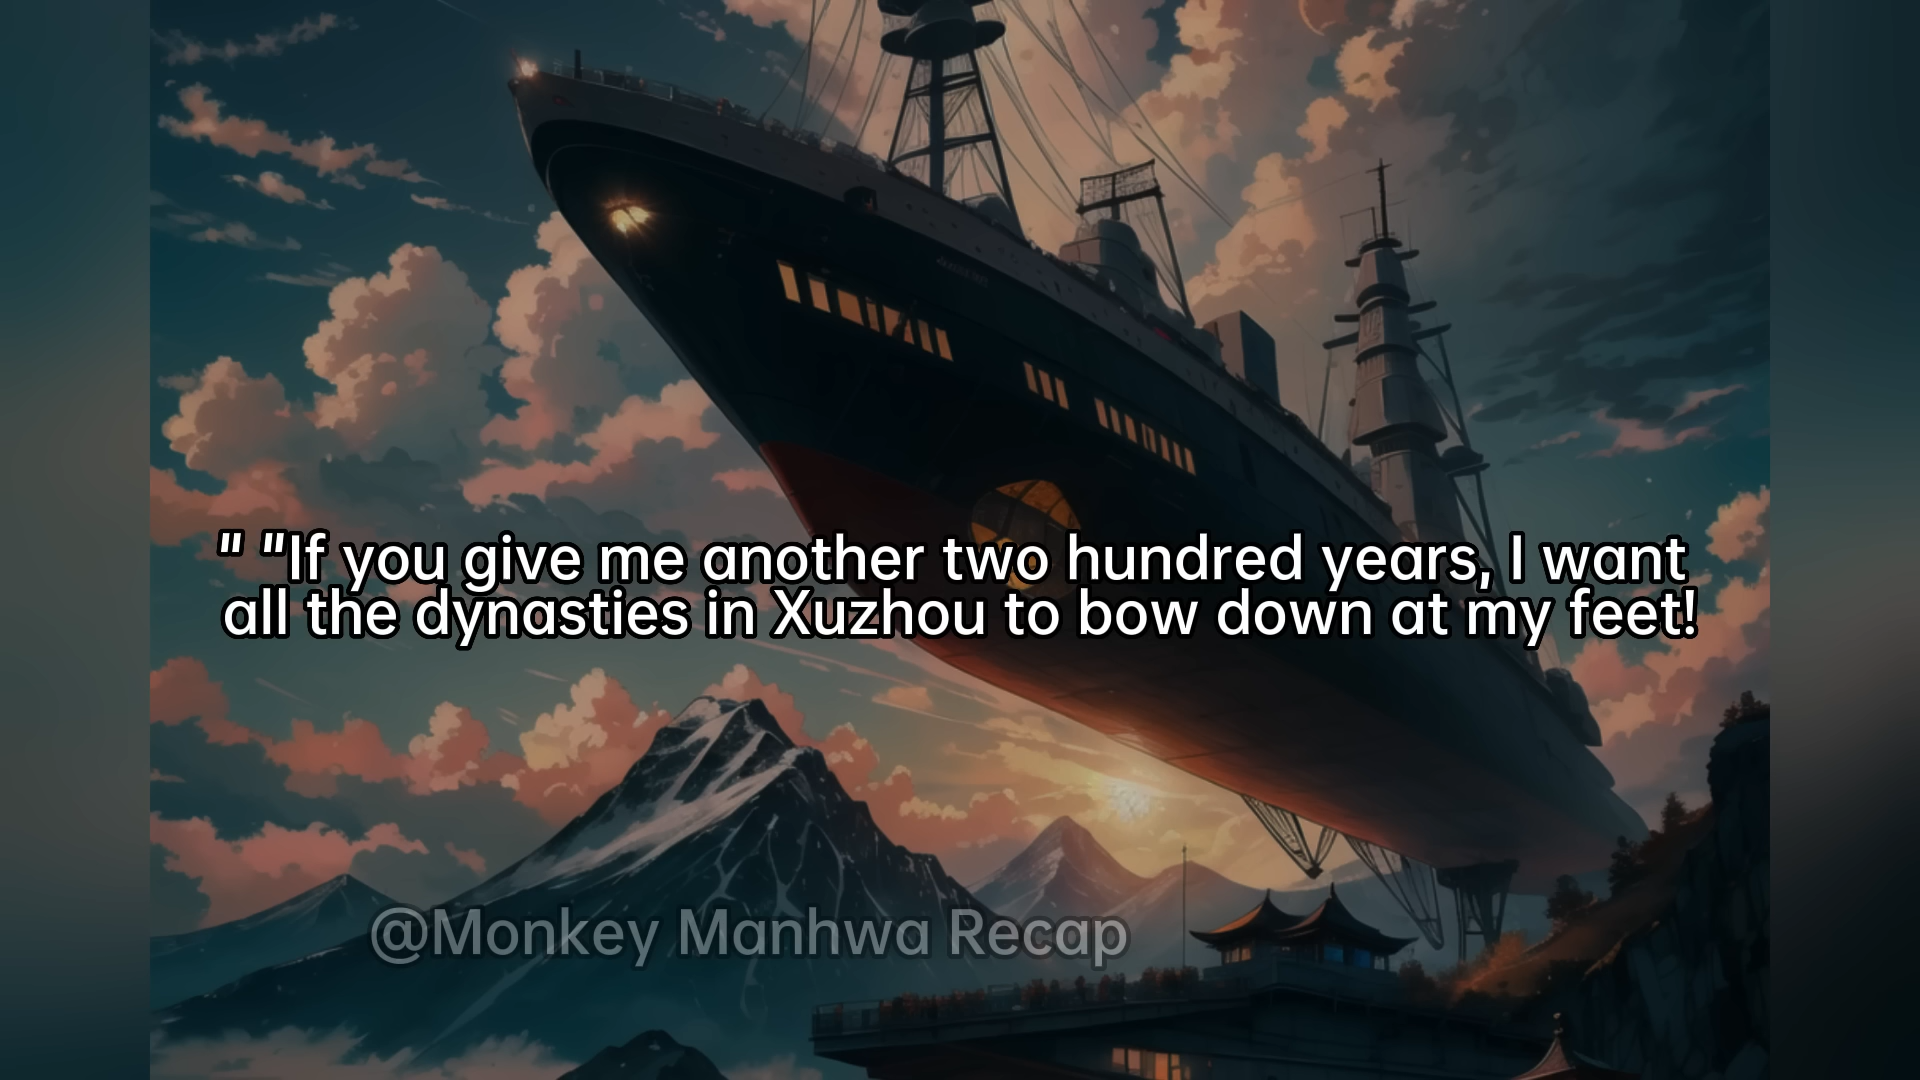 " "If you give me another two hundred years, I want
all the dynasties in Xuzhou to bow down at my feet!
@Monkey Manhwa Recap